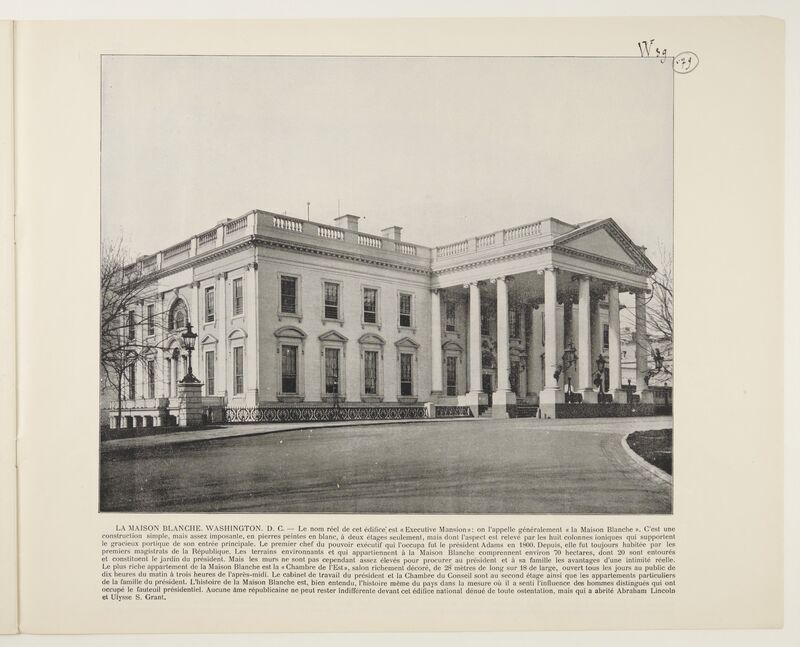 W 59
79
LA MAISON BLANCHE. WASHINGTON. D. C. — Le nom réel de cet édifice est «Executive Mansion»: on l'appelle généralement « la Maison Blanche ». C'est une
construction simple, mais assez imposante, en pierres peintes en blanc, à deux étages seulement, mais dont l'aspect est relevé par les huit colonnes ioniques qui supportent
le gracieux portique de son entrée principale. Le premier chef du pouvoir exécutif qui l'occupa fut le président Adams en 1800. Depuis, elle fut toujours habitée par les
premiers magistrats de la République. Les terrains environnants et qui appartiennent à la Maison Blanche comprennent environ 70 hectares, dont 20 sont entourés
et constituent le jardin du président. Mais les murs ne sont pas cependant assez élevés pour procurer au président et à sa famille les avantages d'une intimité réelle.
Le plus riche appartement de la Maison Blanche est la «Chambre de l'Est», salon richement décoré, de 28 mètres de long sur 18 de large, ouvert tous les jours au public de
dix heures du matin à trois heures de l'après-midi. Le cabinet de travail du président et la Chambre du Conseil sont au second étage ainsi que les appartements particuliers
de la famille du président. L'histoire de la Maison Blanche est, bien entendu, l'histoire même du pays dans la mesure où il a senti l'influence des hommes distingués qui ont
occupé le fauteuil présidentiel. Aucune âme républicaine ne peut rester indifférente devant cet édifice national dénué de toute ostentation, mais qui a abrité Abraham Lincoln
et Ulysse S. Grant.